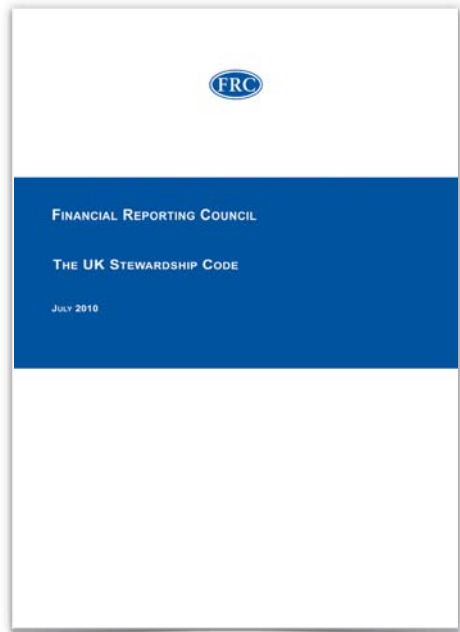 FRC
FINANCIAL REPORTING COUNCIL
THE UK STEWARDSHIP CODE
JULY 2010